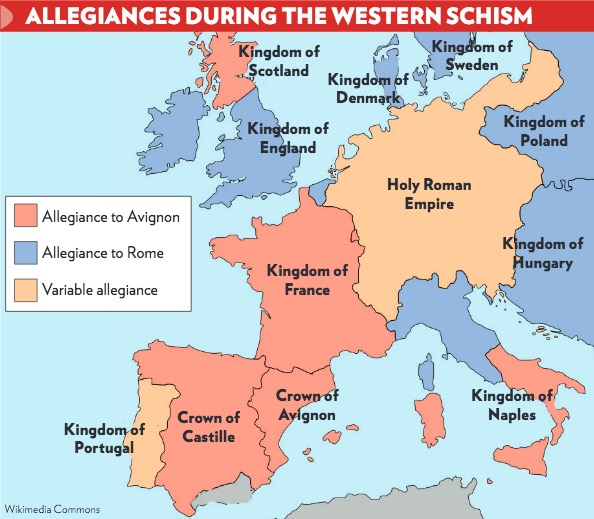 ALLEGIANCES DURING THE WESTERN SCHISM
Kingdom of
Scotland
Kingdom of
Sweden
Kingdom of
Denmark
Kingdom of
Poland
Kingdom of
England
Holy Roman
Empire
Allegiance to Avignon
Allegiance to Rome
Variable allegiance
Kingdom of
Hungary
Kingdom of
France
Crown of
Avignon
Kingdom of
Naples
Crown of
Castille
Kingdom of
Portugal
Wikimedia Commons